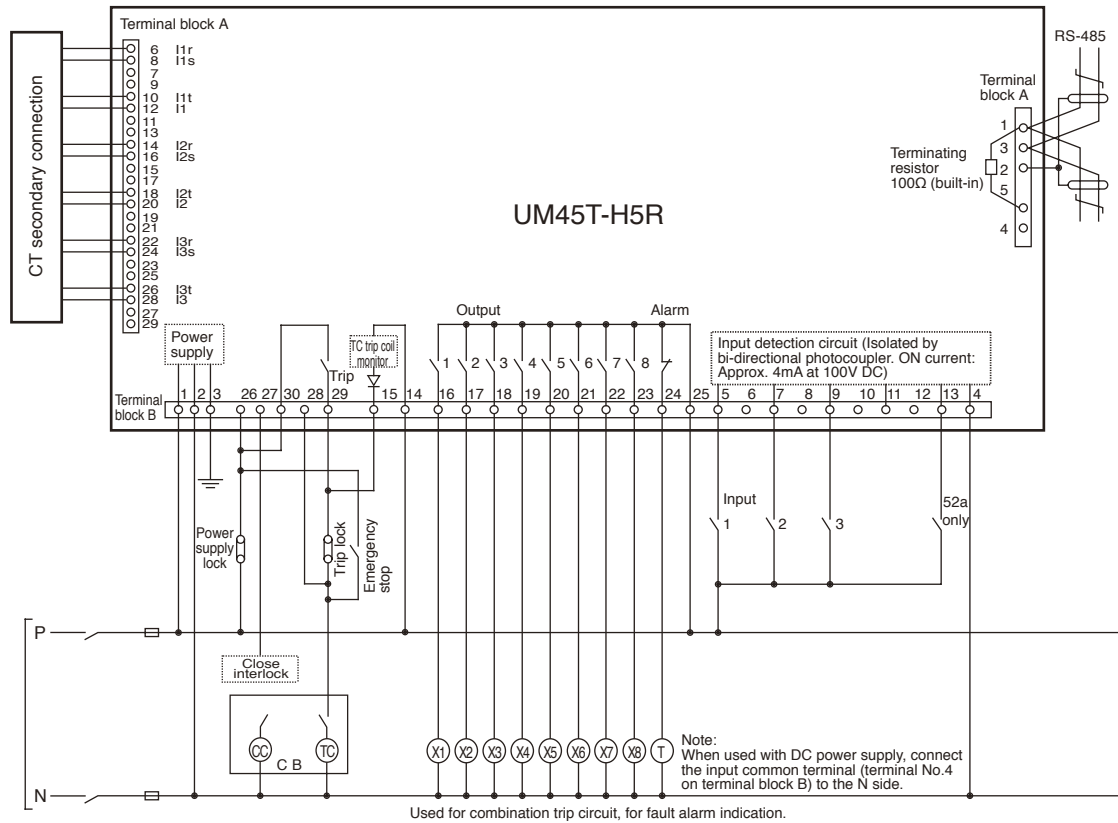 Terminal block A
CT secondary connection
6 I1r
8 I1s
7
9
10 I1t
12 I1
11
13
14 I2r
16 I2s
15
17
18 I2t
20 I2
19
21
22 I3r
24 I3s
23
25
26 I3t
28 I3
27
29
RS-485
Terminal
block A
1
3
2
5
4
Terminating
resistor
100Ω (built-in)
UM45T-H5R
Power
supply
Trip
TC trip coil
monitor
Output
Alarm
1 2 3 4 5 6 7 8
Input detection circuit (Isolated by
bi-directional photocoupler. ON current:
Approx. 4mA at 100V DC)
Terminal
block B
1 2 3 26 27 30 28 29 15 14 16 17 18 19 20 21 22 23 24 25 5 6 7 8 9 10 11 12 13 4
Power
supply
lock
Trip lock
Emergency
stop
Input
1 2 3
52a
only
P
Close
interlock
CC
TC
C B
X1 X2 X3 X4 X5 X6 X7 X8 T
Note:
When used with DC power supply, connect
the input common terminal (terminal No.4
on terminal block B) to the N side.
N
Used for combination trip circuit, for fault alarm indication.